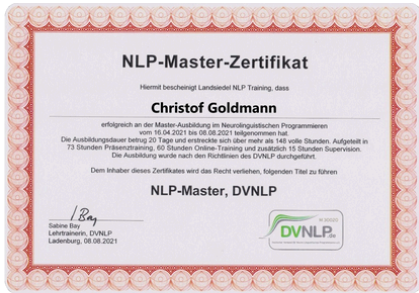 NLP-Master-Zertifikat
Hiermit bescheinigt Landsiedel NLP Training, dass
Christof Goldmann
erfolgreich an der Master-Ausbildung im Neurolinguistischen Programmieren
vom 16.04.2021 bis 08.08.2021 teilgenommen hat.
Die Ausbildungsdauer betrug 20 Tage und erstreckte sich über mehr als 148 volle Stunden. Aufgeteilt in
73 Stunden Präsenztraining, 60 Stunden Online-Training und zusätzlich 15 Stunden Supervision.
Die Ausbildung wurde nach den Richtlinien des DVNLP durchgeführt.
Dem Inhaber dieses Zertifikates wird das Recht verliehen, folgenden Titel zu führen
NLP-Master, DVNLP
Sabine Bay
Lehrtrainerin, DVNLP
Ladenburg, 08.08.2021
DVNLP.de